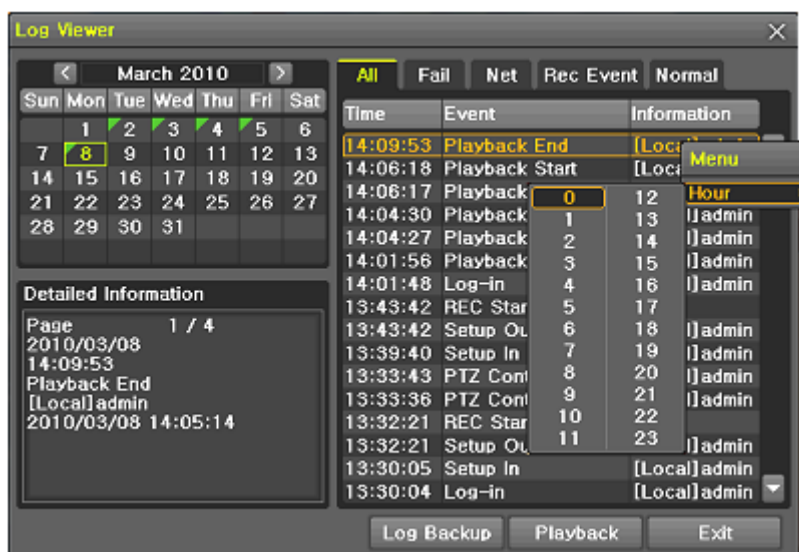 Log Viewer
March 2010
Sun Mon Tue Wed Thu Fri Sat
1 2 3 4 5 6
7 8 9 10 11 12 13
14 15 16 17 18 19 20
21 22 23 24 25 26 27
28 29 30 31
Detailed Information
Page 1 / 4
2010/03/08
14:09:53
Playback End
[Local]admin
2010/03/08 14:05:14
All Fail Net Rec Event Normal
Time Event Information
14:09:53 Playback End
14:06:18 Playback Start
14:06:17 Playback
14:04:30 Playback l]admin
14:04:27 Playback l]admin
14:01:56 Playback l]admin
14:01:48 Log-in l]admin
13:43:42 REC Star
13:43:42 Setup Ou l]admin
13:39:40 Setup In l]admin
13:33:43 PTZ Cont l]admin
13:33:36 PTZ Cont l]admin
13:32:21 REC Star
13:32:21 Setup Ou l]admin
13:30:05 Setup In [Local]admin
13:30:04 Log-in [Local]admin
Menu
Hour
0 12
1 13
2 14
3 15
4 16
5 17
6 18
7 19
8 20
9 21
10 22
11 23
Log Backup Playback Exit